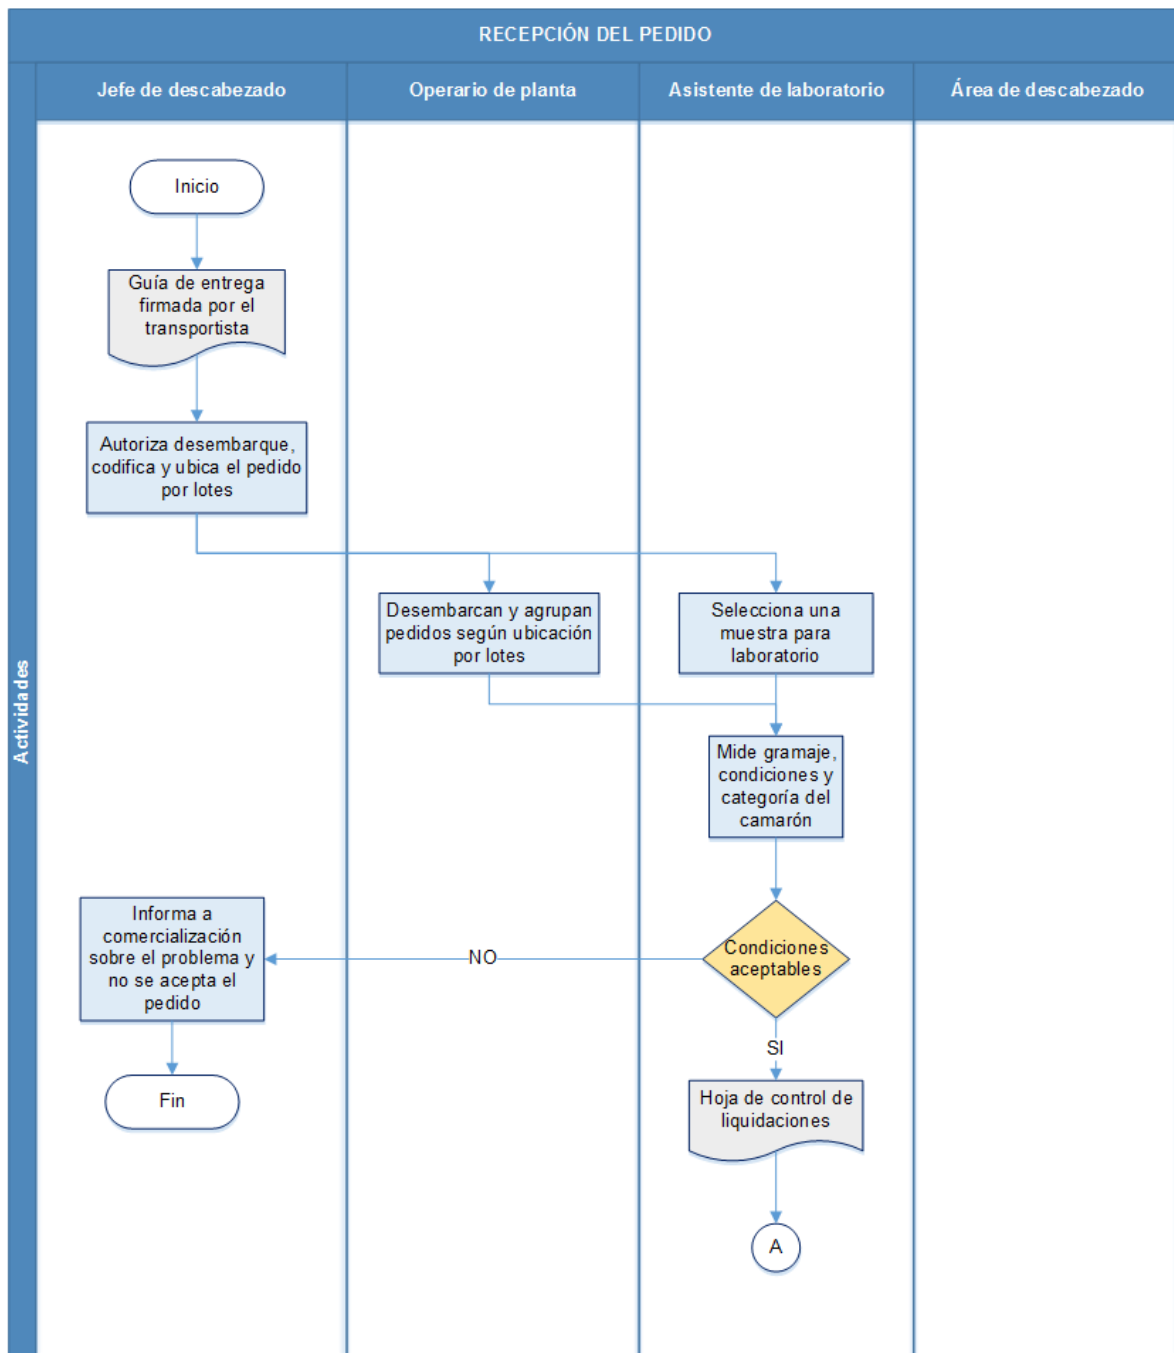 RECEPCIÓN DEL PEDIDO
Jefe de descabezado
Operario de planta
Asistente de laboratorio
Área de descabezado
Actividades
Inicio
Guía de entrega
firmada por el
transportista
Autoriza desembarque,
codifica y ubica el pedido
por lotes
Desembarcan y agrupan
pedidos según ubicación
por lotes
Selecciona una
muestra para
laboratorio
Mide gramaje,
condiciones y
categoría del
camarón
Condiciones
aceptables
NO
Informa a
comercialización
sobre el problema y
no se acepta el
pedido
Fin
SI
Hoja de control de
liquidaciones
A